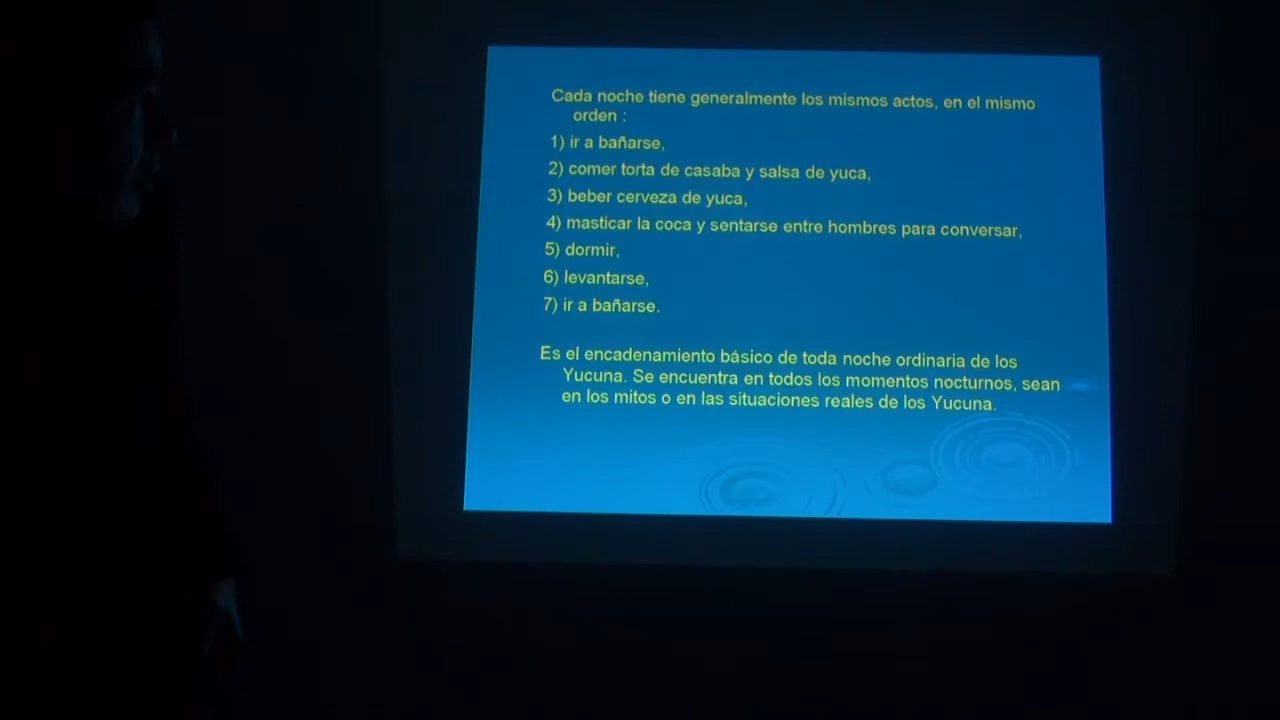 Cada noche tiene generalmente los mismos actos, en el mismo
orden :
1) ir a bañarse,
2) comer torta de casaba y salsa de yuca,
3) beber cerveza de yuca,
4) masticar la coca y sentarse entre hombres para conversar,
5) dormir,
6) levantarse,
7) ir a bañarse.
Es el encadenamiento básico de toda noche ordinaria de los
Yucuna. Se encuentra en todos los momentos nocturnos, sean
en los mitos o en las situaciones reales de los Yucuna.